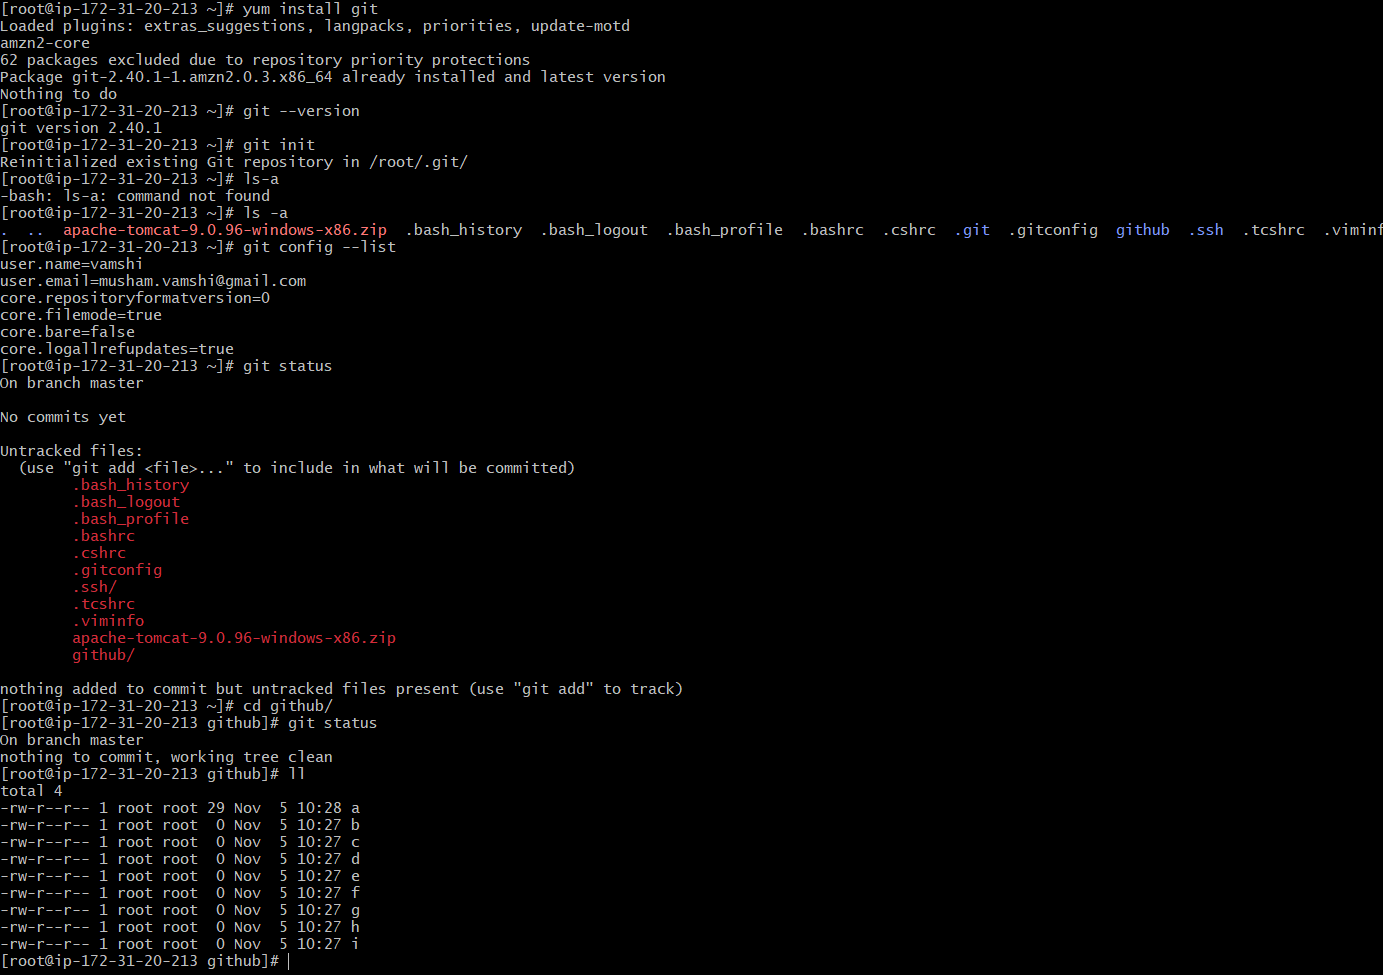 [root@ip-172-31-20-213 ~]# yum install git
Loaded plugins: extras_suggestions, langpacks, priorities, update-motd
amzn2-core
62 packages excluded due to repository priority protections
Package git-2.40.1-1.amzn2.0.3.x86_64 already installed and latest version
Nothing to do
[root@ip-172-31-20-213 ~]# git --version
git version 2.40.1
[root@ip-172-31-20-213 ~]# git init
Reinitialized existing Git repository in /root/.git/
[root@ip-172-31-20-213 ~]# ls-a
-bash: ls-a: command not found
[root@ip-172-31-20-213 ~]# ls -a
.  ..  apache-tomcat-9.0.96-windows-x86.zip  .bash_history  .bash_logout  .bash_profile  .bashrc  .cshrc  .git  .gitconfig  github  .ssh  .tcshrc  .viminf
[root@ip-172-31-20-213 ~]# git config --list
user.name=vamshi
user.email=musham.vamshi@gmail.com
core.repositoryformatversion=0
core.filemode=true
core.bare=false
core.logallrefupdates=true
[root@ip-172-31-20-213 ~]# git status
On branch master

No commits yet

Untracked files:
  (use "git add <file>..." to include in what will be committed)
        .bash_history
        .bash_logout
        .bash_profile
        .bashrc
        .cshrc
        .gitconfig
        .ssh/
        .tcshrc
        .viminfo
        apache-tomcat-9.0.96-windows-x86.zip
        github/

nothing added to commit but untracked files present (use "git add" to track)
[root@ip-172-31-20-213 ~]# cd github/
[root@ip-172-31-20-213 github]# git status
On branch master
nothing to commit, working tree clean
[root@ip-172-31-20-213 github]# ll
total 4
-rw-r--r-- 1 root root 29 Nov  5 10:28 a
-rw-r--r-- 1 root root  0 Nov  5 10:27 b
-rw-r--r-- 1 root root  0 Nov  5 10:27 c
-rw-r--r-- 1 root root  0 Nov  5 10:27 d
-rw-r--r-- 1 root root  0 Nov  5 10:27 e
-rw-r--r-- 1 root root  0 Nov  5 10:27 f
-rw-r--r-- 1 root root  0 Nov  5 10:27 g
-rw-r--r-- 1 root root  0 Nov  5 10:27 h
-rw-r--r-- 1 root root  0 Nov  5 10:27 i
[root@ip-172-31-20-213 github]#